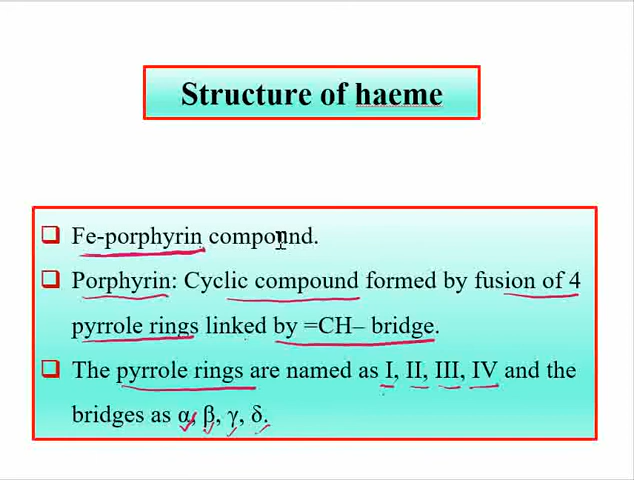 Structure of haeme
Fe-porphyrin compound.
Porphyrin: Cyclic compound formed by fusion of 4
pyrrole rings linked by =CH– bridge.
The pyrrole rings are named as I, II, III, IV and the
bridges as α, β, γ, δ.